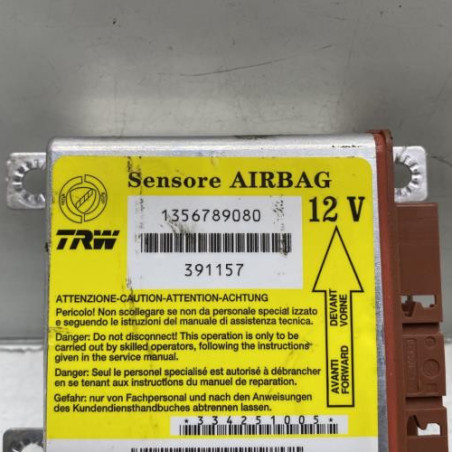 Sensore AIRBAG
1356789080
12 V
TRW
391157
ATTENZIONE-CAUTION-ATTENTION-ACHTUNG
Pericolo! Non scollegare se non da personale specializzato
e seguendo le istruzioni del manuale di assistenza tecnica.
Danger: Do not disconnect! This operation is only to be
carried out by skilled operators, following the instructions
given in the service manual.
Danger: Seul le personel specialisé est autorisé à débrancher
en se tenant aux instructions du manuel de reparation.
Gefahr: nur von Fachpersonal und nach den Anweisungen
des Kundendiensthandbuches abtrennen lassen.
AVANTI DEVANT
FORWARD VORNE
*334251005*